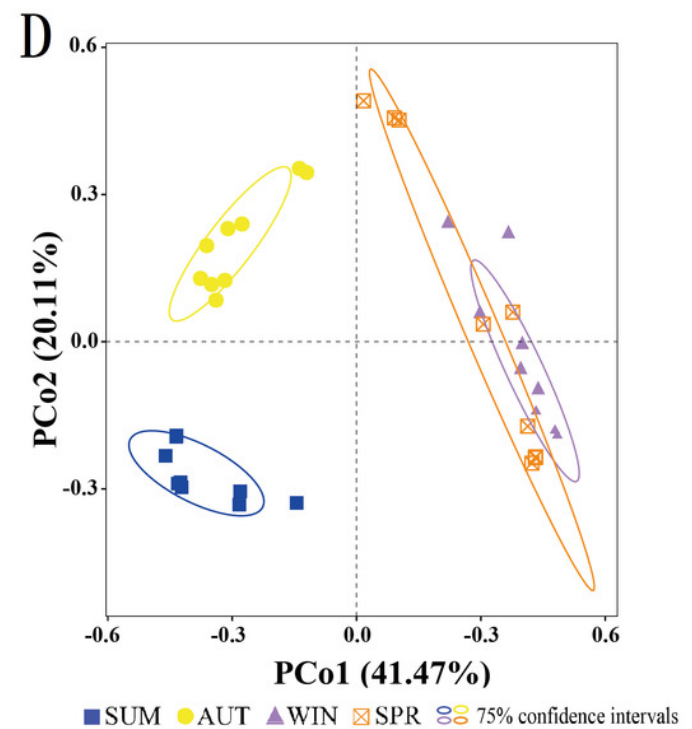 D
0.6
0.3
0.0
-0.3
PCo2 (20.11%)
-0.6 -0.3 0.0 -0.3 0.6
PCo1 (41.47%)
SUM AUT WIN SPR 75% confidence intervals